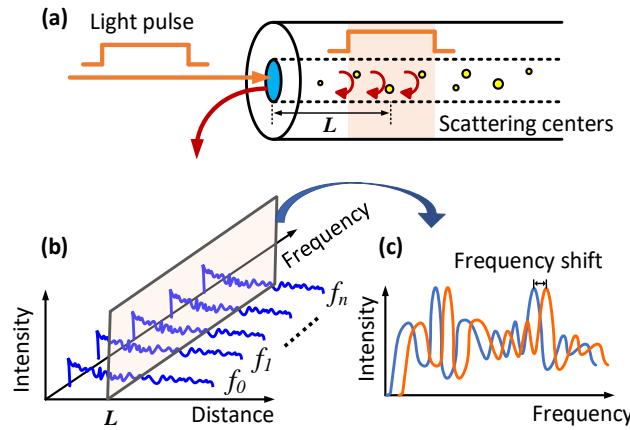 (a)
Light pulse
L
Scattering centers
(b)
Intensity
Frequency
f0
f1
fn
L
Distance
(c)
Frequency shift
Intensity
Frequency